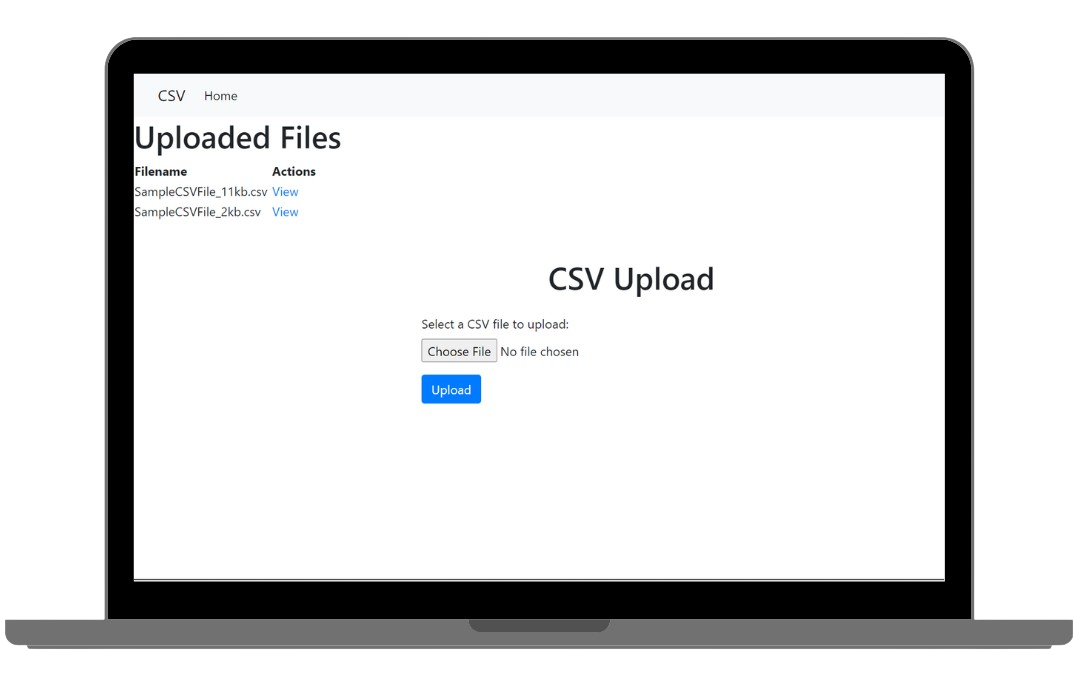 CSV Home
Uploaded Files
Filename Actions
SampleCSVFile_11kb.csv View
SampleCSVFile_2kb.csv View
CSV Upload
Select a CSV file to upload:
Choose File No file chosen
Upload